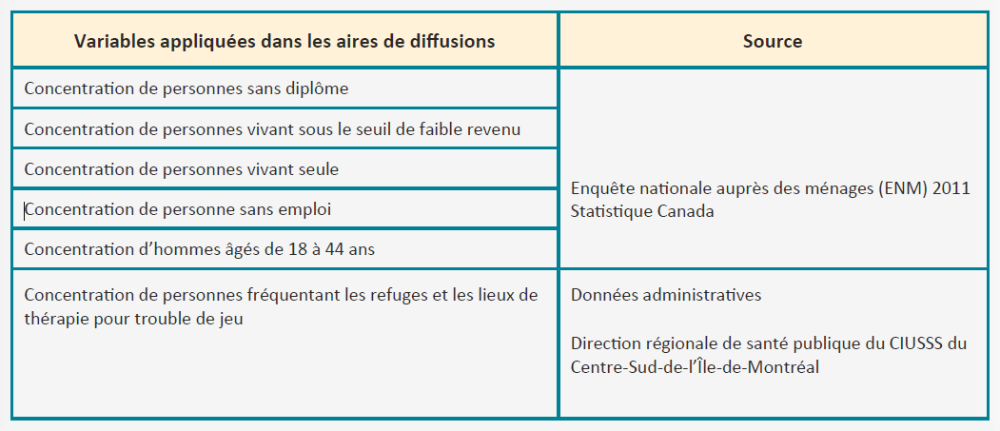 Variables appliquées dans les aires de diffusions
Source
Concentration de personnes sans diplôme
Concentration de personnes vivant sous le seuil de faible revenu
Concentration de personnes vivant seule
Concentration de personne sans emploi
Concentration d’hommes âgés de 18 à 44 ans
Enquête nationale auprès des ménages (ENM) 2011
Statistique Canada
Concentration de personnes fréquentant les refuges et les lieux de
thérapie pour trouble de jeu
Données administratives
Direction régionale de santé publique du CIUSSS du
Centre-Sud-de-l’Île-de-Montréal